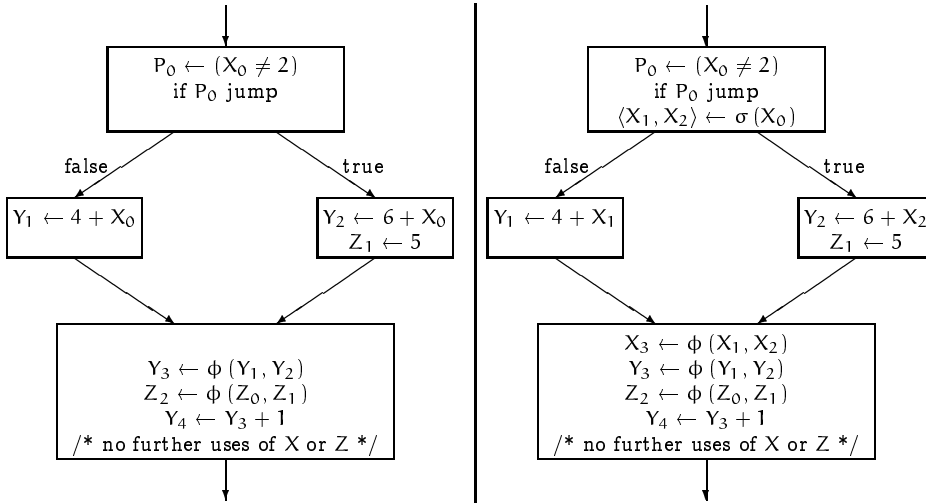 P₀ ← (X₀ ≠ 2)
if P₀ jump
false
true
Y₁ ← 4 + X₀
Y₂ ← 6 + X₀
Z₁ ← 5
Y₃ ← φ (Y₁, Y₂)
Z₂ ← φ (Z₀, Z₁)
Y₄ ← Y₃ + 1
/* no further uses of X or Z */
P₀ ← (X₀ ≠ 2)
if P₀ jump
⟨X₁, X₂⟩ ← σ (X₀)
false
true
Y₁ ← 4 + X₁
Y₂ ← 6 + X₂
Z₁ ← 5
X₃ ← φ (X₁, X₂)
Y₃ ← φ (Y₁, Y₂)
Z₂ ← φ (Z₀, Z₁)
Y₄ ← Y₃ + 1
/* no further uses of X or Z */